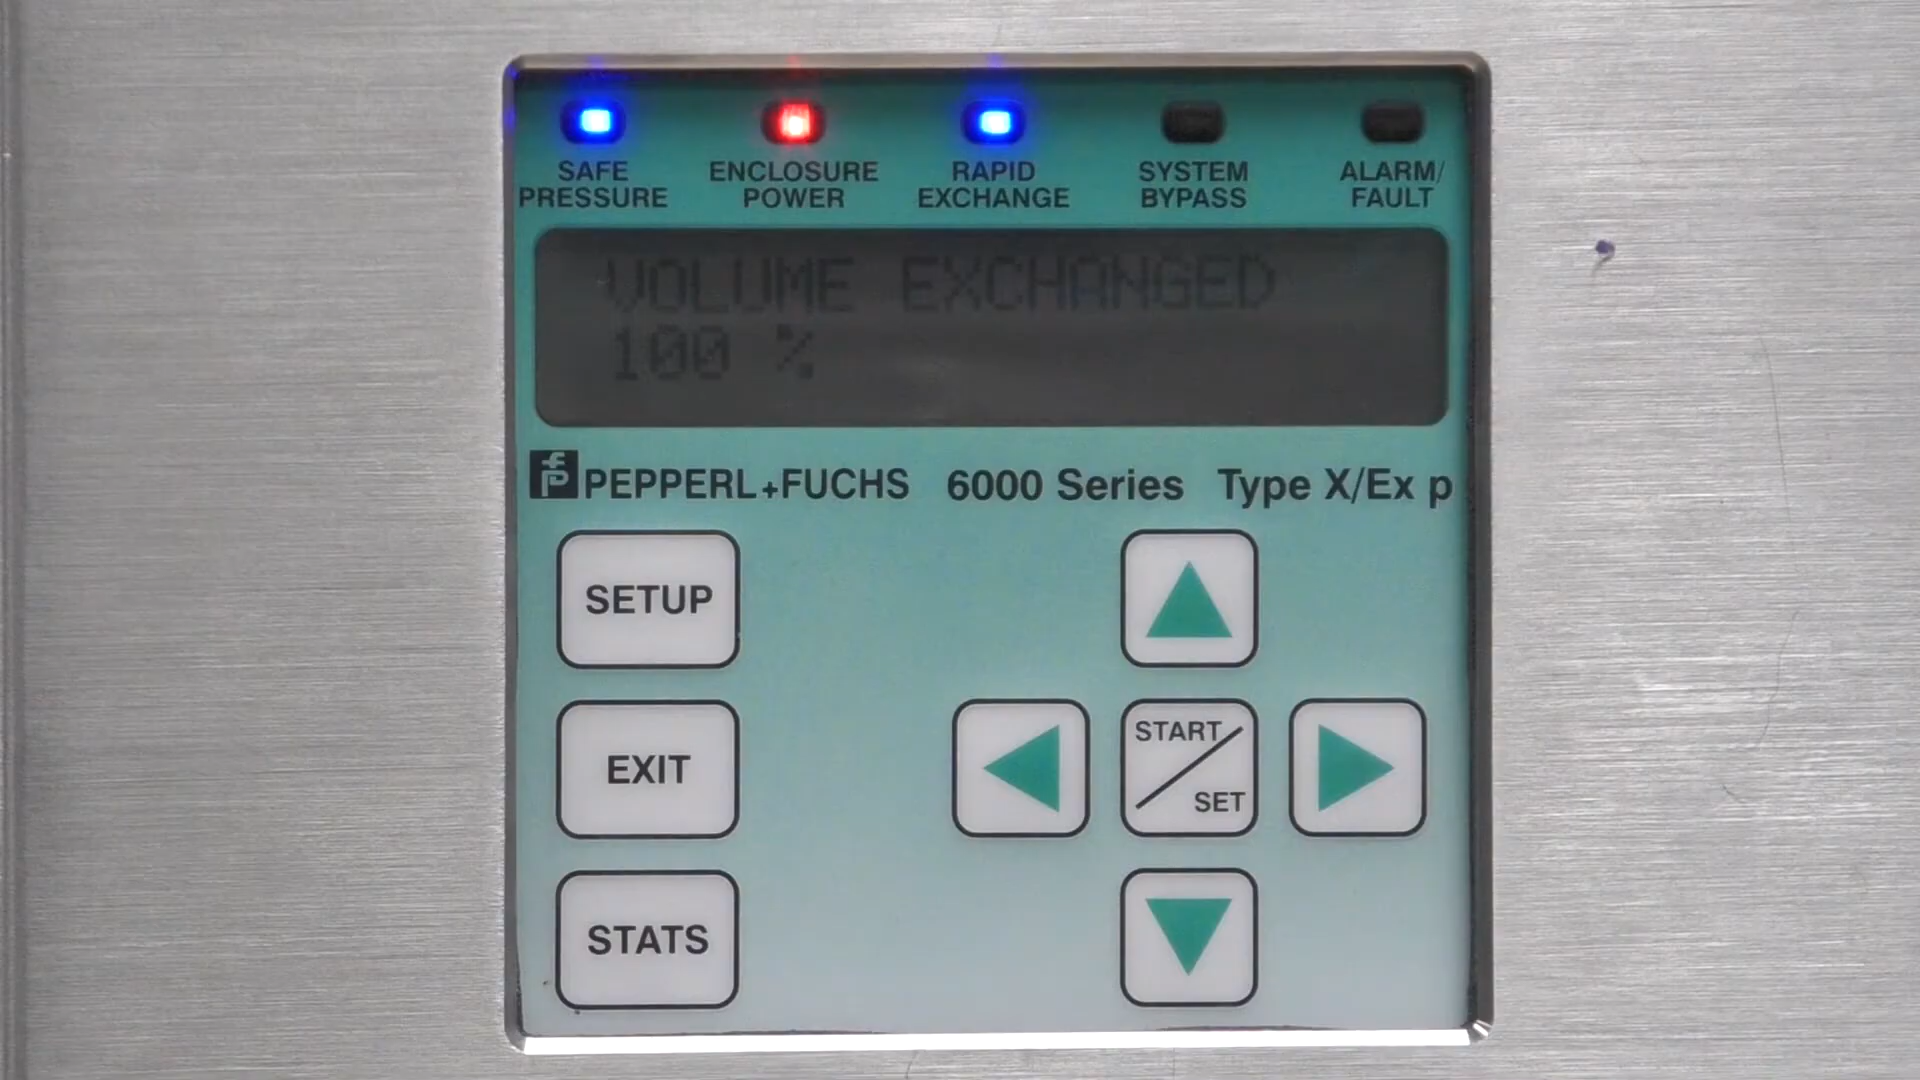 SAFE PRESSURE
ENCLOSURE POWER
RAPID EXCHANGE
SYSTEM BYPASS
ALARM/ FAULT
VOLUME EXCHANGED
100 %
PEPPERL+FUCHS 6000 Series Type X/Ex p
SETUP
EXIT
START/SET
STATS